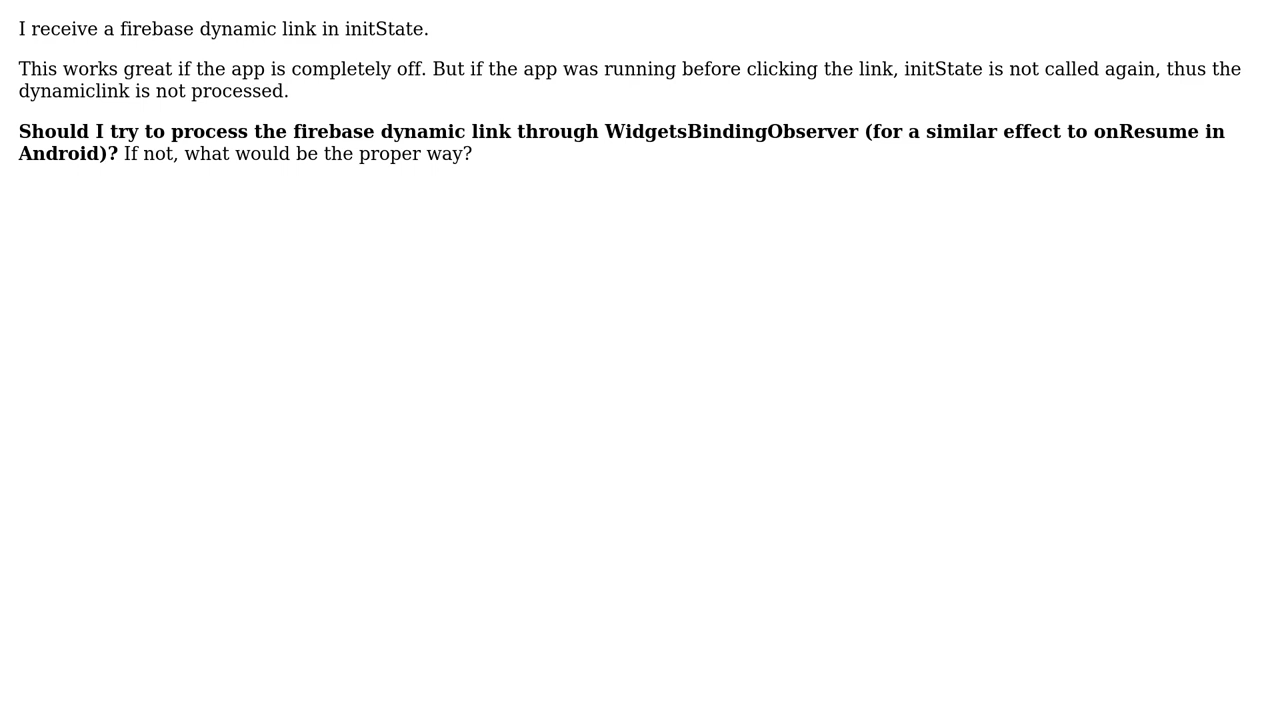 I receive a firebase dynamic link in initState.
This works great if the app is completely off. But if the app was running before clicking the link, initState is not called again, thus the
dynamiclink is not processed.
Should I try to process the firebase dynamic link through WidgetsBindingObserver (for a similar effect to onResume in
Android)? If not, what would be the proper way?